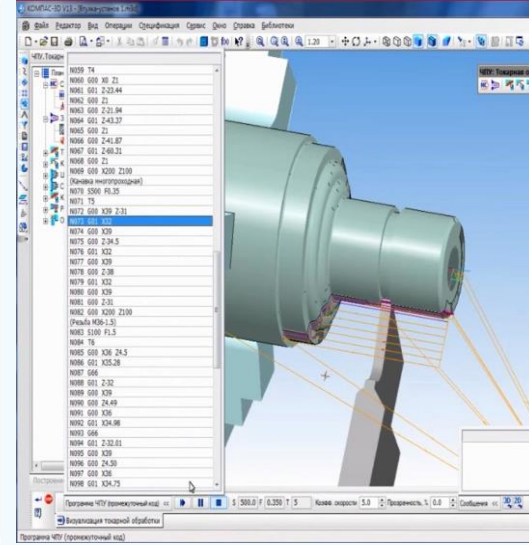 КОМПАС-3D V13 - [Втулка-установ 1.m3d]
Файл Редактор Вид Операции Спецификация Сервис Окно Справка Библиотеки
1.20
ЧПУ. Токарн
ЧПУ: Токарная о
План
N059 T4
N060 G00 X0 Z1
N061 G01 Z-23.44
N062 G00 Z1
N063 G00 Z-21.94
N064 G01 Z-43.37
N065 G00 Z1
N066 G00 Z-41.87
N067 G01 Z-60.31
N068 G00 Z1
N069 G00 X200 Z100
(Канавка многопроходная)
N070 S500 F0.35
N071 T5
N072 G00 X39 Z-31
N073 G01 X32
N074 G00 X39
N075 G00 Z-34.5
N076 G01 X32
N077 G00 X39
N078 G00 Z-38
N079 G01 X32
N080 G00 X39
N081 G00 Z-31
N082 G00 X200 Z100
(Резьба M36-1.5)
N083 S100 F1.5
N084 T6
N085 G00 X36 Z4.5
N086 G01 X35.28
N087 G66
N088 G01 Z-32
N089 G00 X39
N090 G00 Z4.49
N091 G00 X36
N092 G01 X34.98
N093 G66
N094 G01 Z-32.01
N095 G00 X39
N096 G00 Z4.50
N097 G00 X36
N098 G01 X34.75
Построение
Программа ЧПУ (промежуточный код) << S 500.0 F 0.350 T 5 Коэфф. скорости 5.0 Прозрачность, % 0.0 Сообщения <<
Визуализация токарной обработки
Программа ЧПУ (промежуточный код)